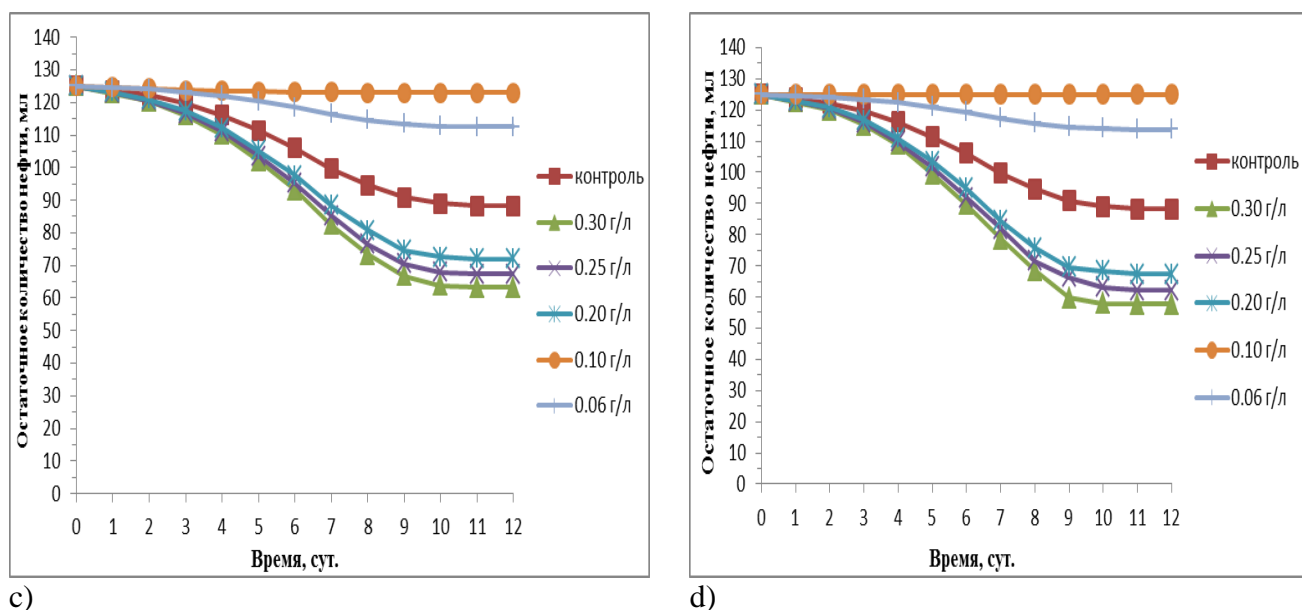 Остаточное количество нефти, мл
140
130
120
110
100
90
80
70
60
50
40
30
20
10
0
0 1 2 3 4 5 6 7 8 9 10 11 12
Время, сут.
контроль
0.30 г/л
0.25 г/л
0.20 г/л
0.10 г/л
0.06 г/л
c)
Остаточное количество нефти, мл
140
130
120
110
100
90
80
70
60
50
40
30
20
10
0
0 1 2 3 4 5 6 7 8 9 10 11 12
Время, сут.
контроль
0.30 г/л
0.25 г/л
0.20 г/л
0.10 г/л
0.06 г/л
d)